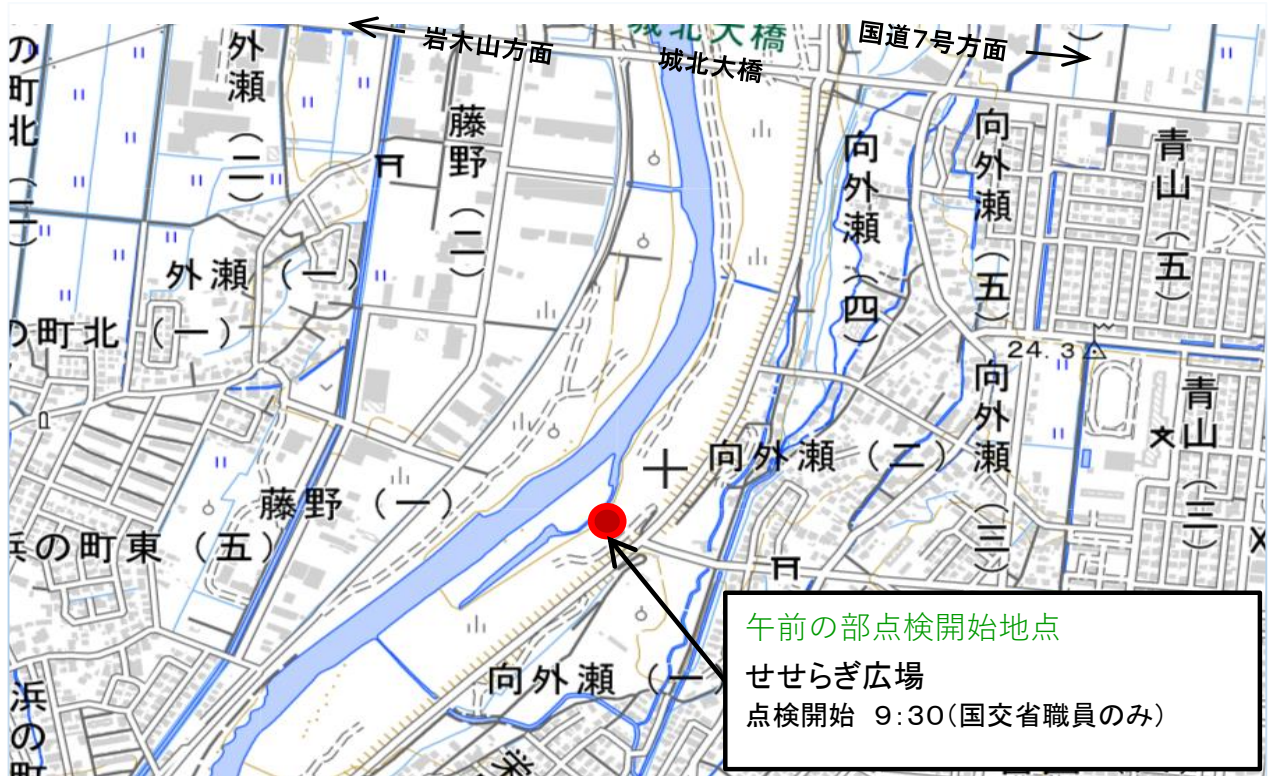 城北大橋
岩木山方面
城北大橋
国道7号方面
の町北(二)
外瀬(二)
藤野(二)
向外瀬(四)
向外瀬(五)
青山(五)
外瀬(一)
の町北(一)
24.3
向外瀬(三)
青山(三)
向外瀬(二)
藤野(一)
浜の町東(五)
向外瀬(一)
浜の町
栄
午前の部点検開始地点
せせらぎ広場
点検開始 9:30(国交省職員のみ)